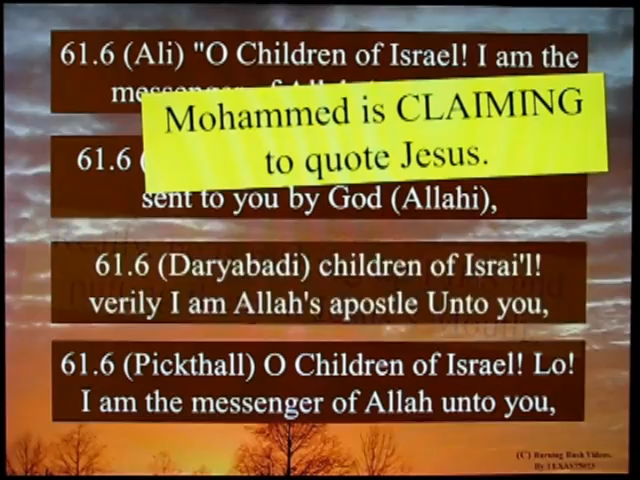 61.6 (Ali) "O Children of Israel! I am the
Mohammed is CLAIMING
to quote Jesus.
61.6 (
sent to you by God (Allahi),
61.6 (Daryabadi) children of Israi'l!
verily I am Allah's apostle Unto you,
61.6 (Pickthall) O Children of Israel! Lo!
I am the messenger of Allah unto you,
(C) Burning Bush Videos.